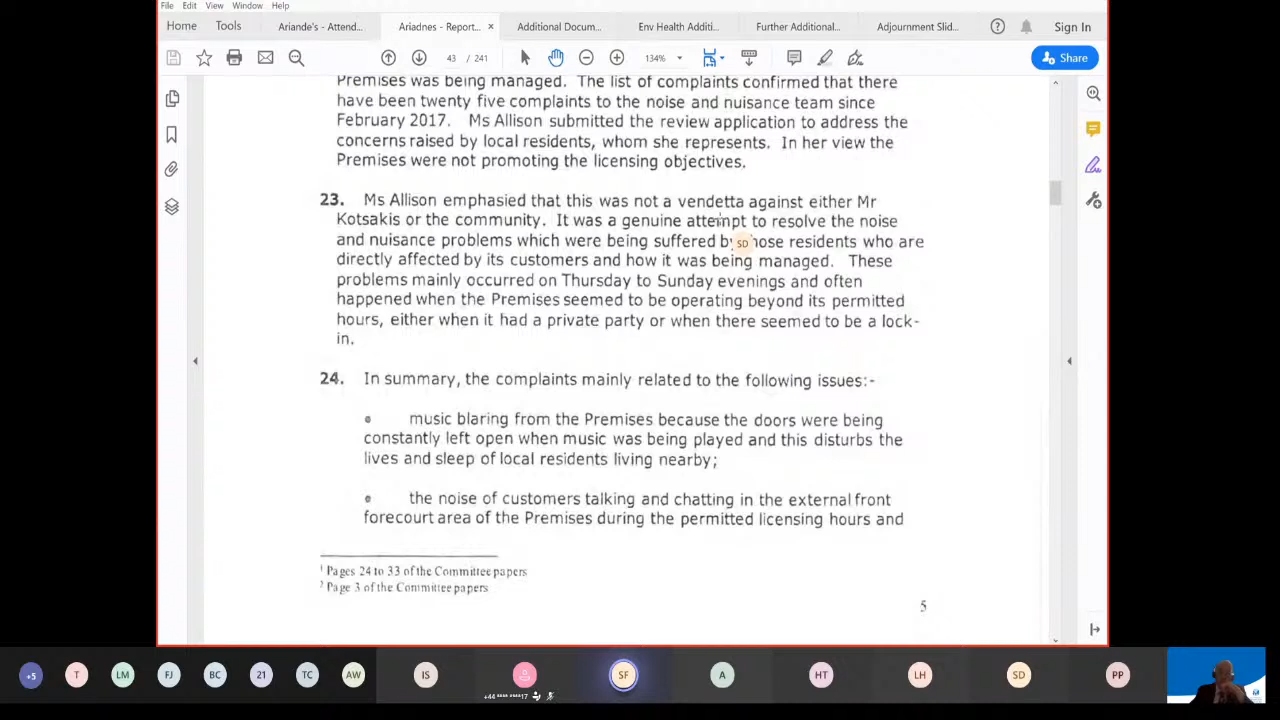 File Edit View Window Help
Home Tools Ariande's - Attend... Ariadnes - Report... × Additional Docum... Env Health Additi... Further Additional... Adjournment Slid... Sign In
43 / 241 134% Share
Premises was being managed. The list of complaints confirmed that there
have been twenty five complaints to the noise and nuisance team since
February 2017. Ms Allison submitted the review application to address the
concerns raised by local residents, whom she represents. In her view the
Premises were not promoting the licensing objectives.
23. Ms Allison emphasied that this was not a vendetta against either Mr
Kotsakis or the community. It was a genuine attempt to resolve the noise
and nuisance problems which were being suffered by SD hose residents who are
directly affected by its customers and how it was being managed. These
problems mainly occurred on Thursday to Sunday evenings and often
happened when the Premises seemed to be operating beyond its permitted
hours, either when it had a private party or when there seemed to be a lock-
in.
24. In summary, the complaints mainly related to the following issues:-
music blaring from the Premises because the doors were being
constantly left open when music was being played and this disturbs the
lives and sleep of local residents living nearby;
the noise of customers talking and chatting in the external front
forecourt area of the Premises during the permitted licensing hours and
1 Pages 24 to 33 of the Committee papers
2 Page 3 of the Committee papers
5
+5 T LM FJ BC 21 TC AW IS SF A HT LH SD PP
+44 **** ****17